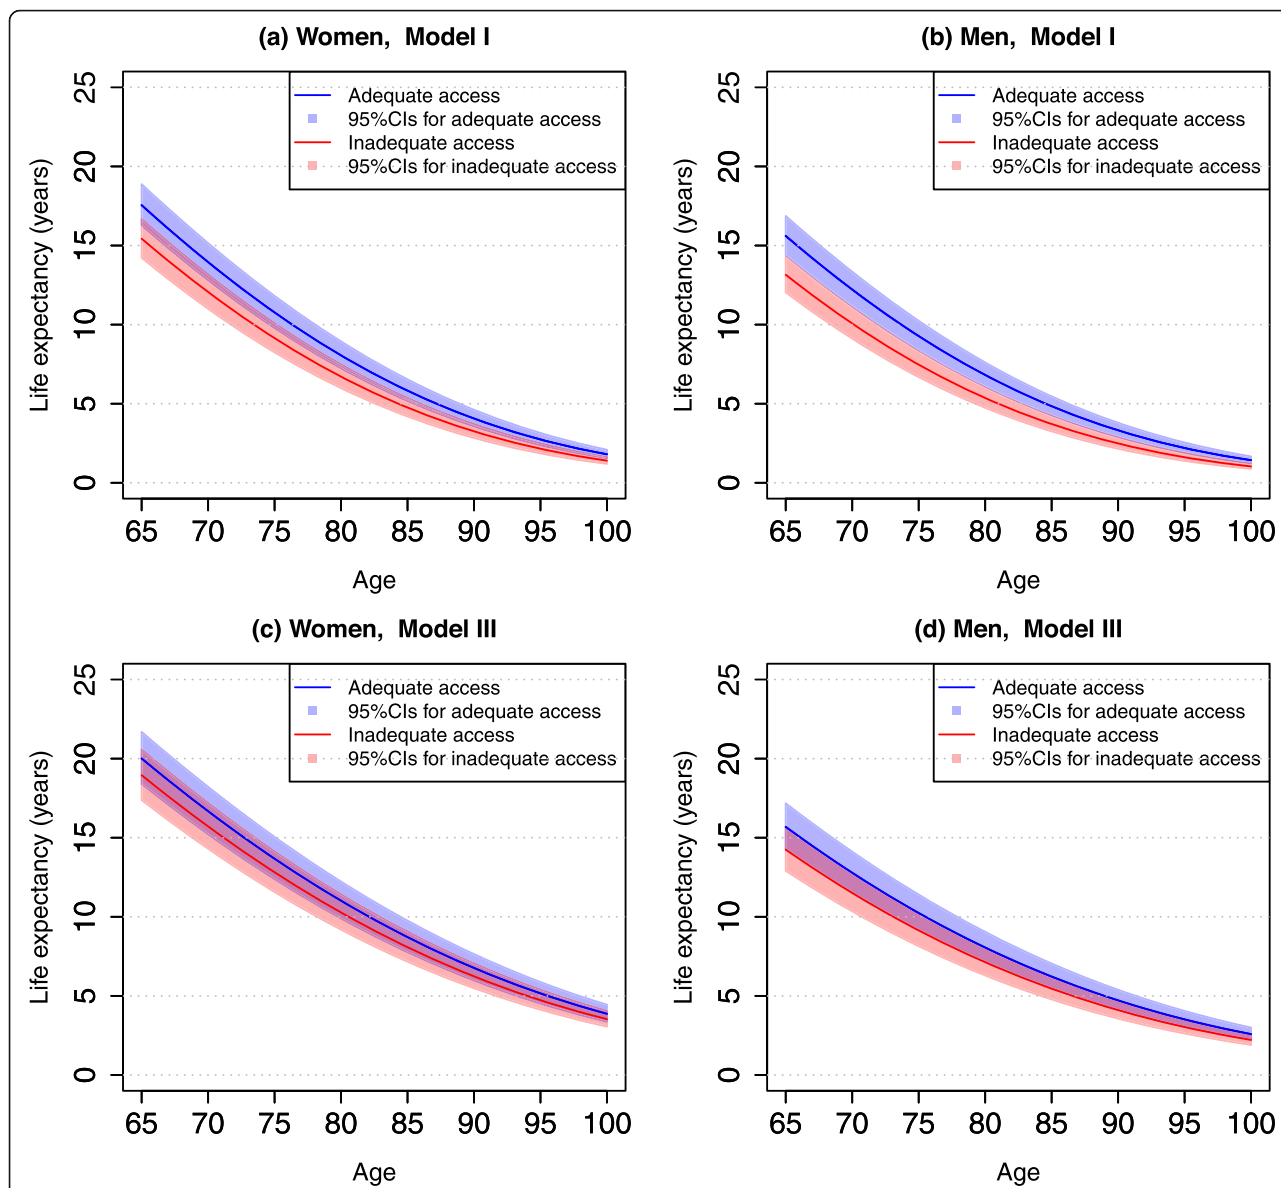 (a) Women, Model I
25
20
15
10
5
0
Life expectancy (years)
Adequate access
95%CIs for adequate access
Inadequate access
95%CIs for inadequate access
65 70 75 80 85 90 95 100
Age
(b) Men, Model I
25
20
15
10
5
0
Life expectancy (years)
Adequate access
95%CIs for adequate access
Inadequate access
95%CIs for inadequate access
65 70 75 80 85 90 95 100
Age
(c) Women, Model III
25
20
15
10
5
0
Life expectancy (years)
Adequate access
95%CIs for adequate access
Inadequate access
95%CIs for inadequate access
65 70 75 80 85 90 95 100
Age
(d) Men, Model III
25
20
15
10
5
0
Life expectancy (years)
Adequate access
95%CIs for adequate access
Inadequate access
95%CIs for inadequate access
65 70 75 80 85 90 95 100
Age